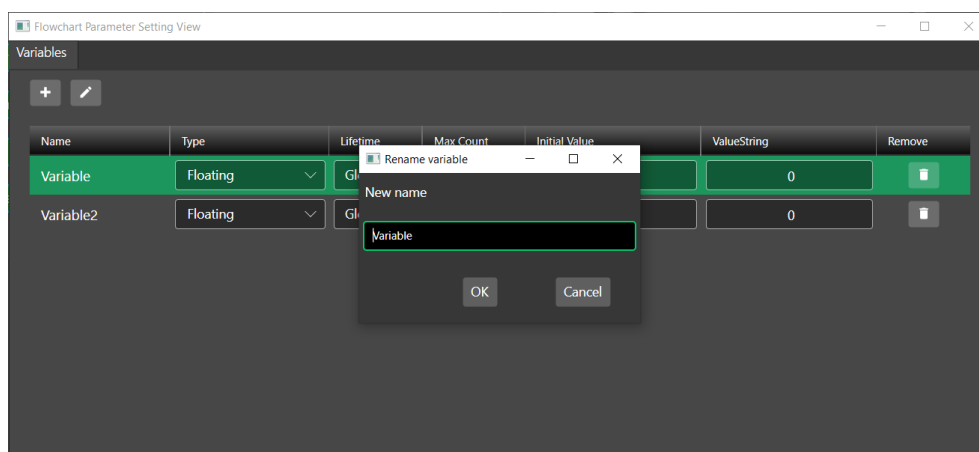 Flowchart Parameter Setting View
Variables
Name Type Lifetime Max Count Initial Value ValueString Remove
Variable Floating 0
Variable2 Floating 0
Rename variable
New name
Variable
OK Cancel